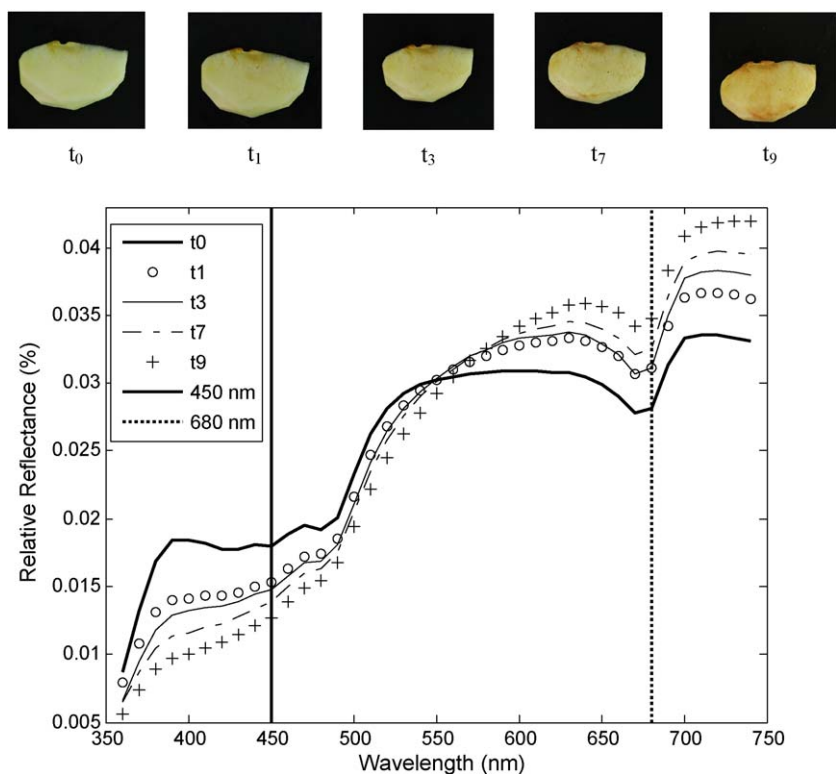 t0 t1 t3 t7 t9
t0
t1
t3
t7
t9
450 nm
680 nm
0.04
0.035
0.03
0.025
0.02
0.015
0.01
0.005
Relative Reflectance (%)
350 400 450 500 550 600 650 700 750
Wavelength (nm)